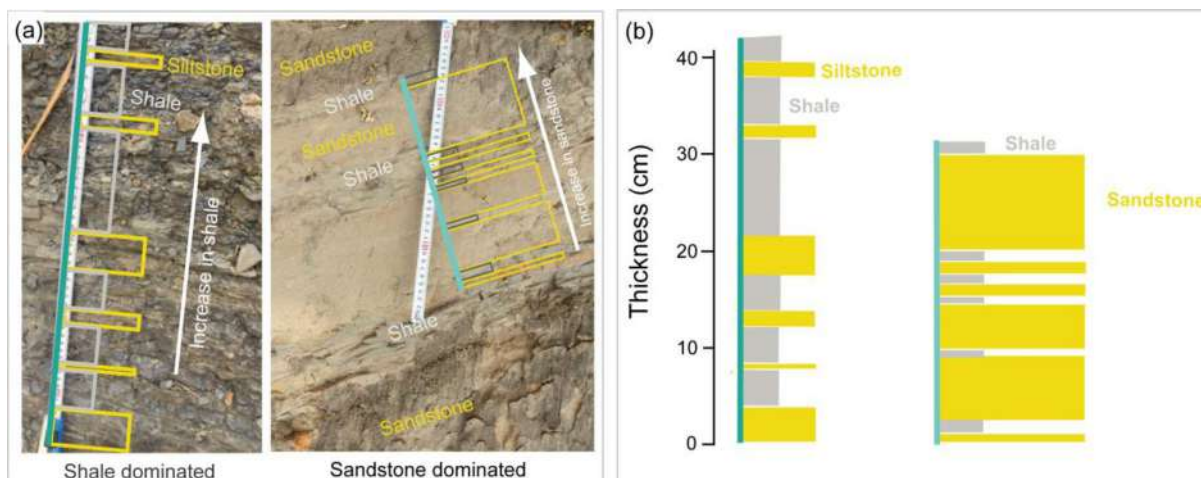 (a)
Siltstone
Shale
Increase in shale
Shale dominated
Sandstone
Shale
Sandstone
Shale
Increase in sandstone
Shale
Sandstone
Sandstone dominated
(b)
Thickness (cm)
40
30
20
10
0
Siltstone
Shale
Shale
Sandstone